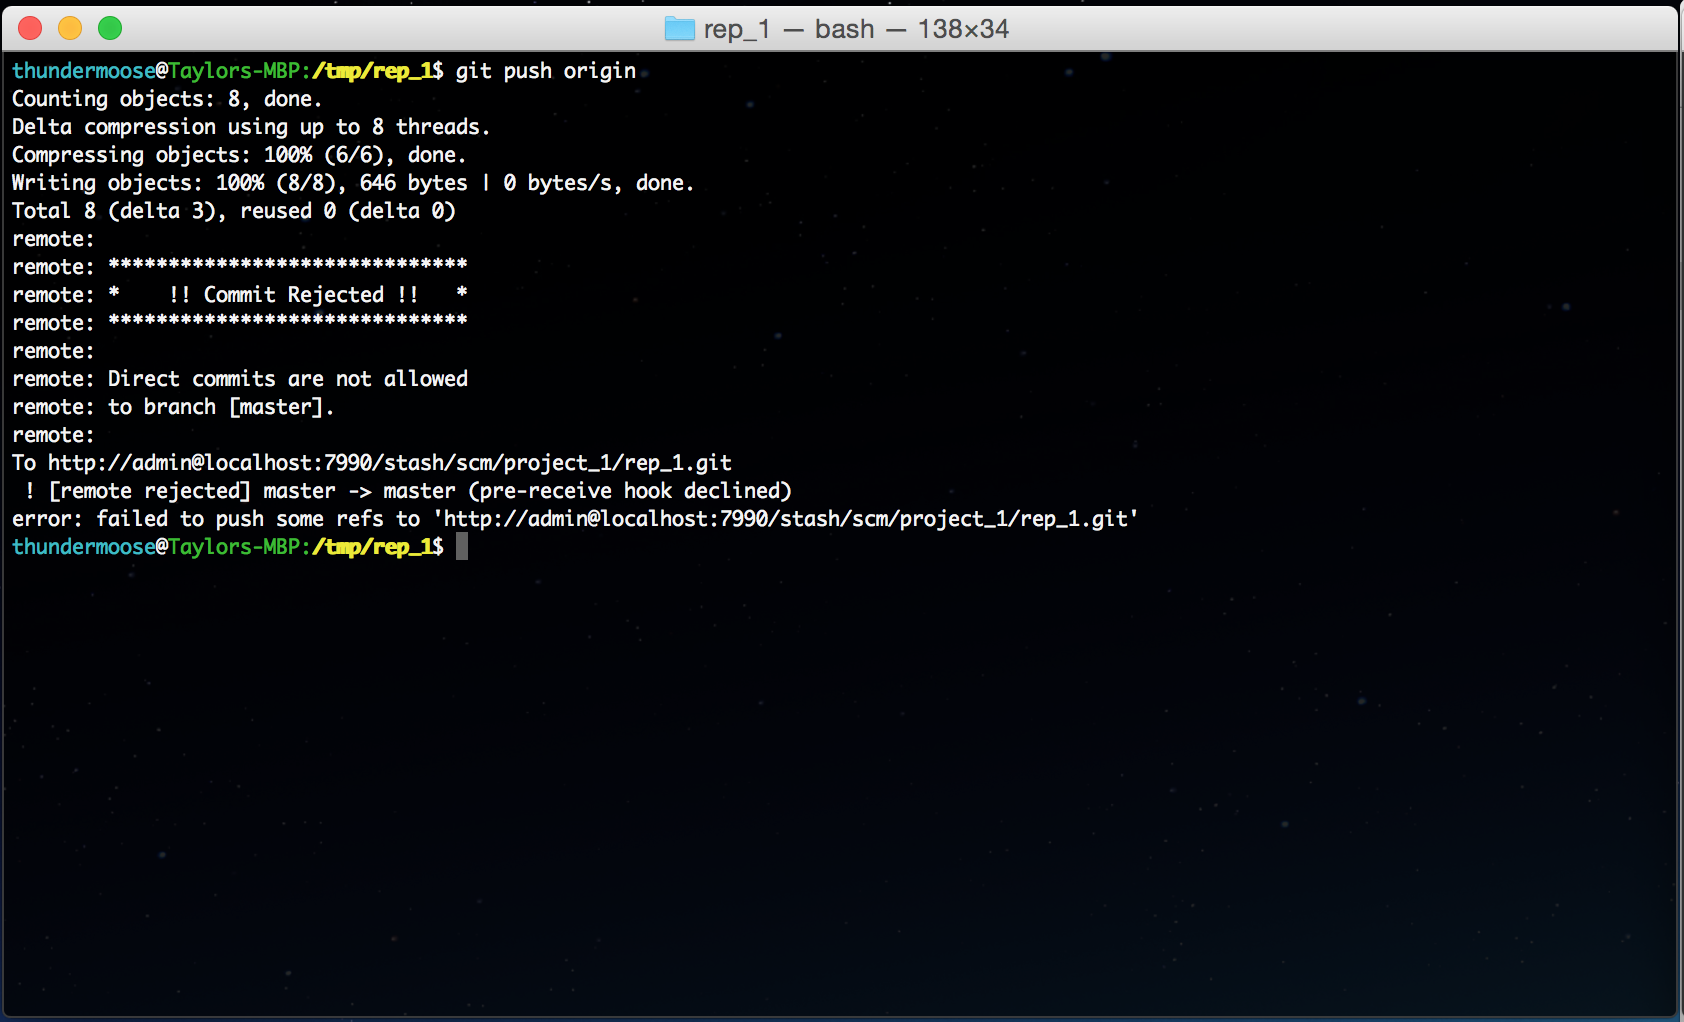 rep_1 — bash — 138×34
thundermoose@Taylors-MBP:/tmp/rep_1$ git push origin
Counting objects: 8, done.
Delta compression using up to 8 threads.
Compressing objects: 100% (6/6), done.
Writing objects: 100% (8/8), 646 bytes | 0 bytes/s, done.
Total 8 (delta 3), reused 0 (delta 0)
remote:
remote: ******************************
remote: *    !! Commit Rejected !!   *
remote: ******************************
remote:
remote: Direct commits are not allowed
remote: to branch [master].
remote:
To http://admin@localhost:7990/stash/scm/project_1/rep_1.git
 ! [remote rejected] master -> master (pre-receive hook declined)
error: failed to push some refs to 'http://admin@localhost:7990/stash/scm/project_1/rep_1.git'
thundermoose@Taylors-MBP:/tmp/rep_1$